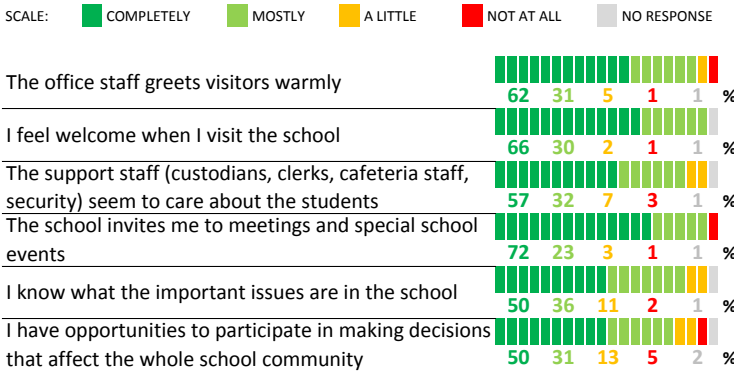 SCALE: COMPLETELY MOSTLY A LITTLE NOT AT ALL NO RESPONSE
The office staff greets visitors warmly
62 31 5 1 1 %
I feel welcome when I visit the school
66 30 2 1 1 %
The support staff (custodians, clerks, cafeteria staff,
security) seem to care about the students
57 32 7 3 1 %
The school invites me to meetings and special school
events
72 23 3 1 1 %
I know what the important issues are in the school
50 36 11 2 1 %
I have opportunities to participate in making decisions
that affect the whole school community
50 31 13 5 2 %